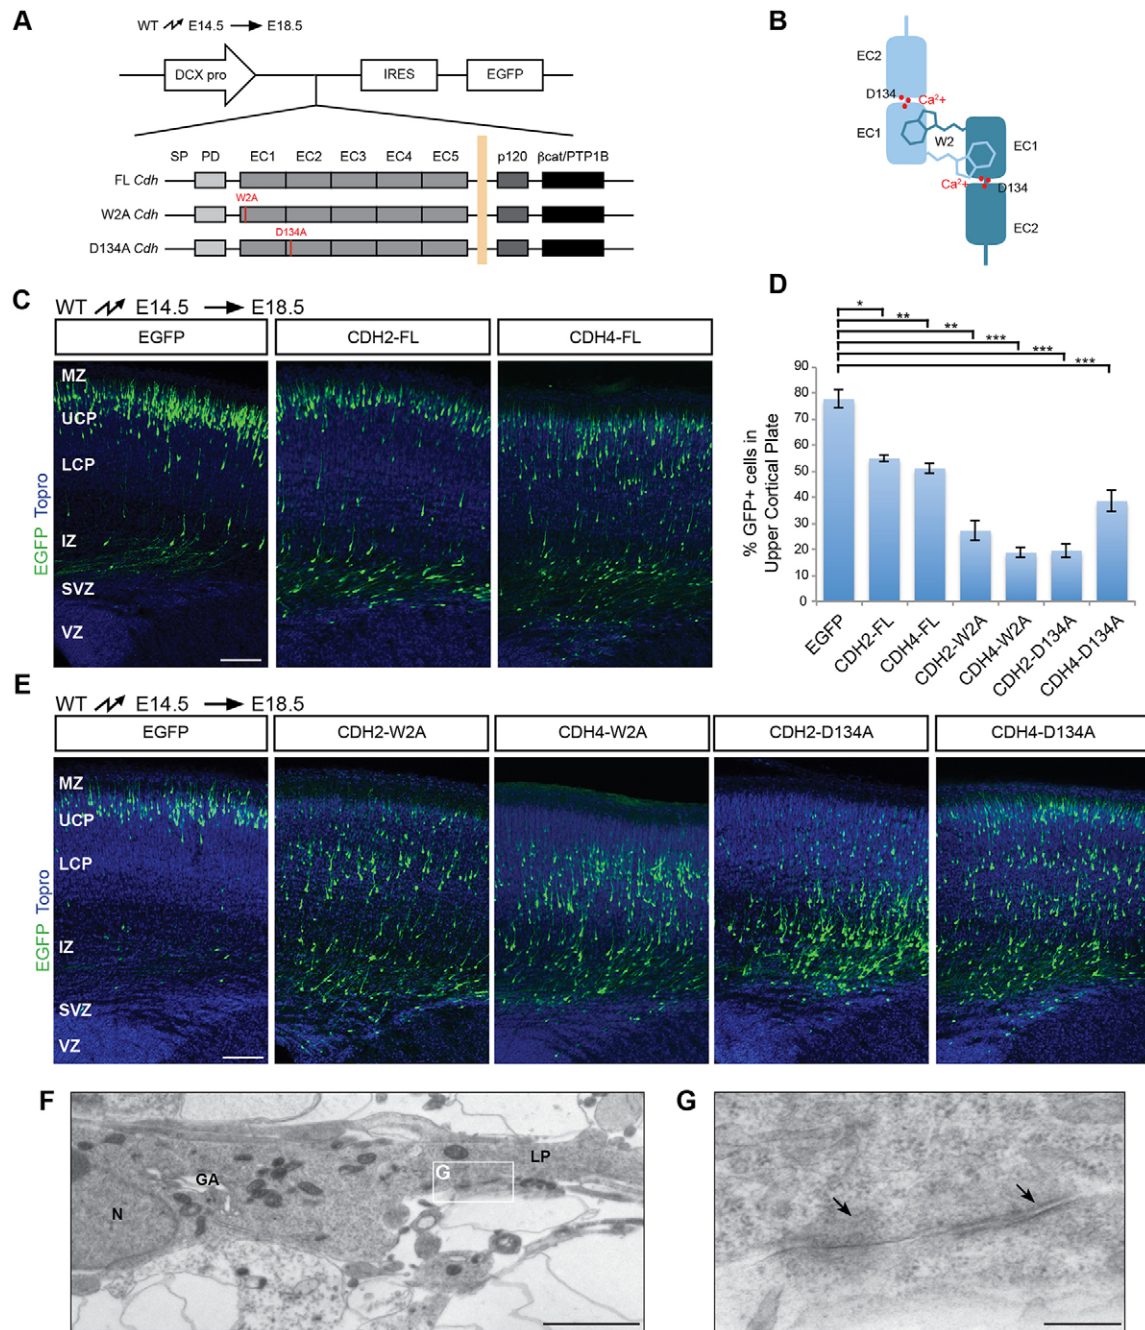 A
WT E14.5 E18.5
DCX pro IRES EGFP
SP PD EC1 EC2 EC3 EC4 EC5 p120 βcat/PTP1B
FL Cdh
W2A
W2A Cdh
D134A
D134A Cdh
B
EC2
D134 Ca²+
EC1 W2 EC1
Ca²+ D134
EC2
C
WT E14.5 E18.5
EGFP CDH2-FL CDH4-FL
MZ
UCP
LCP
IZ
SVZ
VZ
EGFP Topro
D
*
**
**
***
***
***
% GFP+ cells in
Upper Cortical Plate
90
80
70
60
50
40
30
20
10
0
EGFP CDH2-FL CDH4-FL CDH2-W2A CDH4-W2A CDH2-D134A CDH4-D134A
E
WT E14.5 E18.5
EGFP CDH2-W2A CDH4-W2A CDH2-D134A CDH4-D134A
MZ
UCP
LCP
IZ
SVZ
VZ
EGFP Topro
F
LP
G
GA
N
G